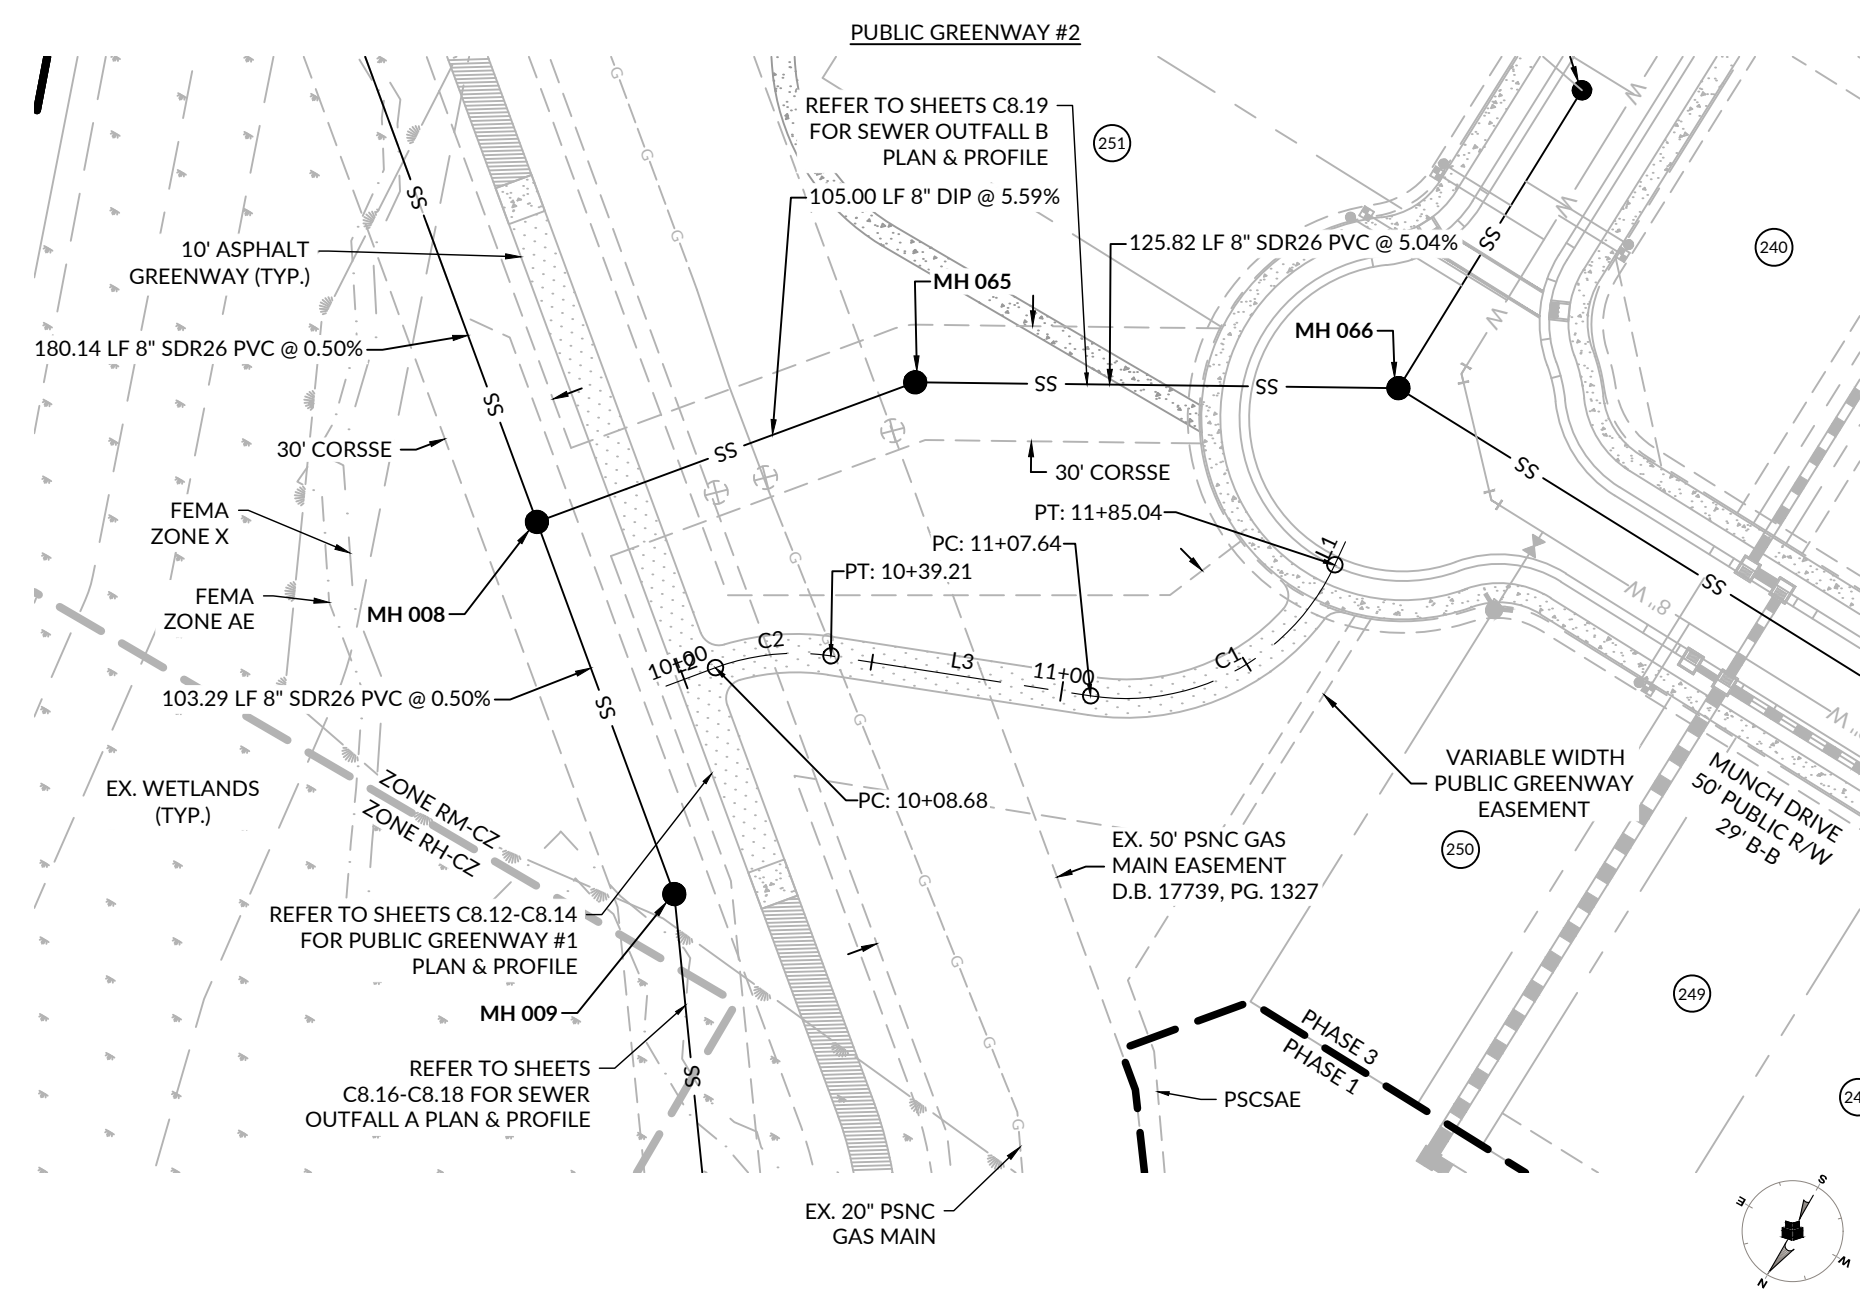 PUBLIC GREENWAY #2
REFER TO SHEETS C8.19
FOR SEWER OUTFALL B
PLAN & PROFILE
251
105.00 LF 8" DIP @ 5.59%
125.82 LF 8" SDR26 PVC @ 5.04%
240
10' ASPHALT
GREENWAY (TYP.)
MH 065
MH 066
180.14 LF 8" SDR26 PVC @ 0.50%
30' CORSSE
30' CORSSE
FEMA
ZONE X
PT: 11+85.04
PC: 11+07.64
PT: 10+39.21
FEMA
ZONE AE
MH 008
L1
C2
L3
C1
10+00
L2
11+00
8" W
103.29 LF 8" SDR26 PVC @ 0.50%
EX. WETLANDS
(TYP.)
ZONE RM-CZ
ZONE RH-CZ
PC: 10+08.68
VARIABLE WIDTH
PUBLIC GREENWAY
EASEMENT
MUNCH DRIVE
50' PUBLIC R/W
29' B-B
EX. 50' PSNC GAS
MAIN EASEMENT
D.B. 17739, PG. 1327
250
REFER TO SHEETS C8.12-C8.14
FOR PUBLIC GREENWAY #1
PLAN & PROFILE
MH 009
249
PHASE 3
PHASE 1
REFER TO SHEETS
C8.16-C8.18 FOR SEWER
OUTFALL A PLAN & PROFILE
PSCSAE
24
EX. 20" PSNC
GAS MAIN
SS
SS
SS
SS
SS
SS
SS
SS
SS
SS
G
G
G
G
G
G
G
G
G
G
G
W
W
W
W
W
S
E
W
N